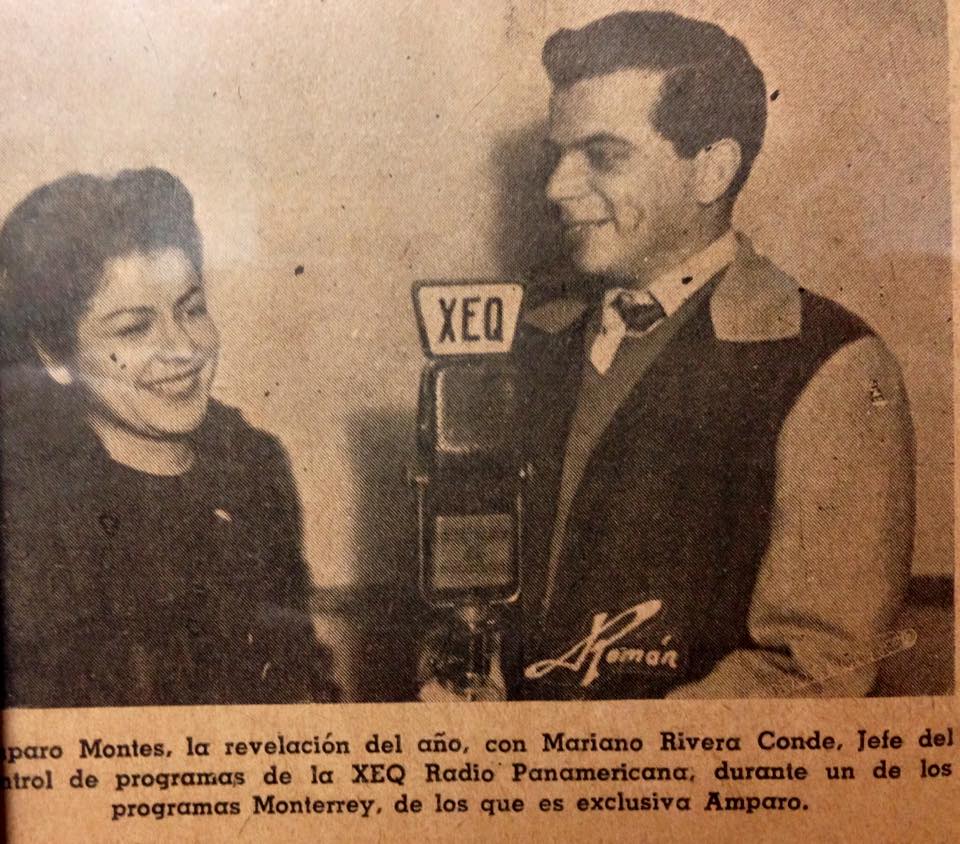 XEQ
Román
paro Montes, la revelación del año, con Mariano Rivera Conde, Jefe del
ntrol de programas de la XEQ Radio Panamericana, durante un de los
programas Monterrey, de los que es exclusiva Amparo.